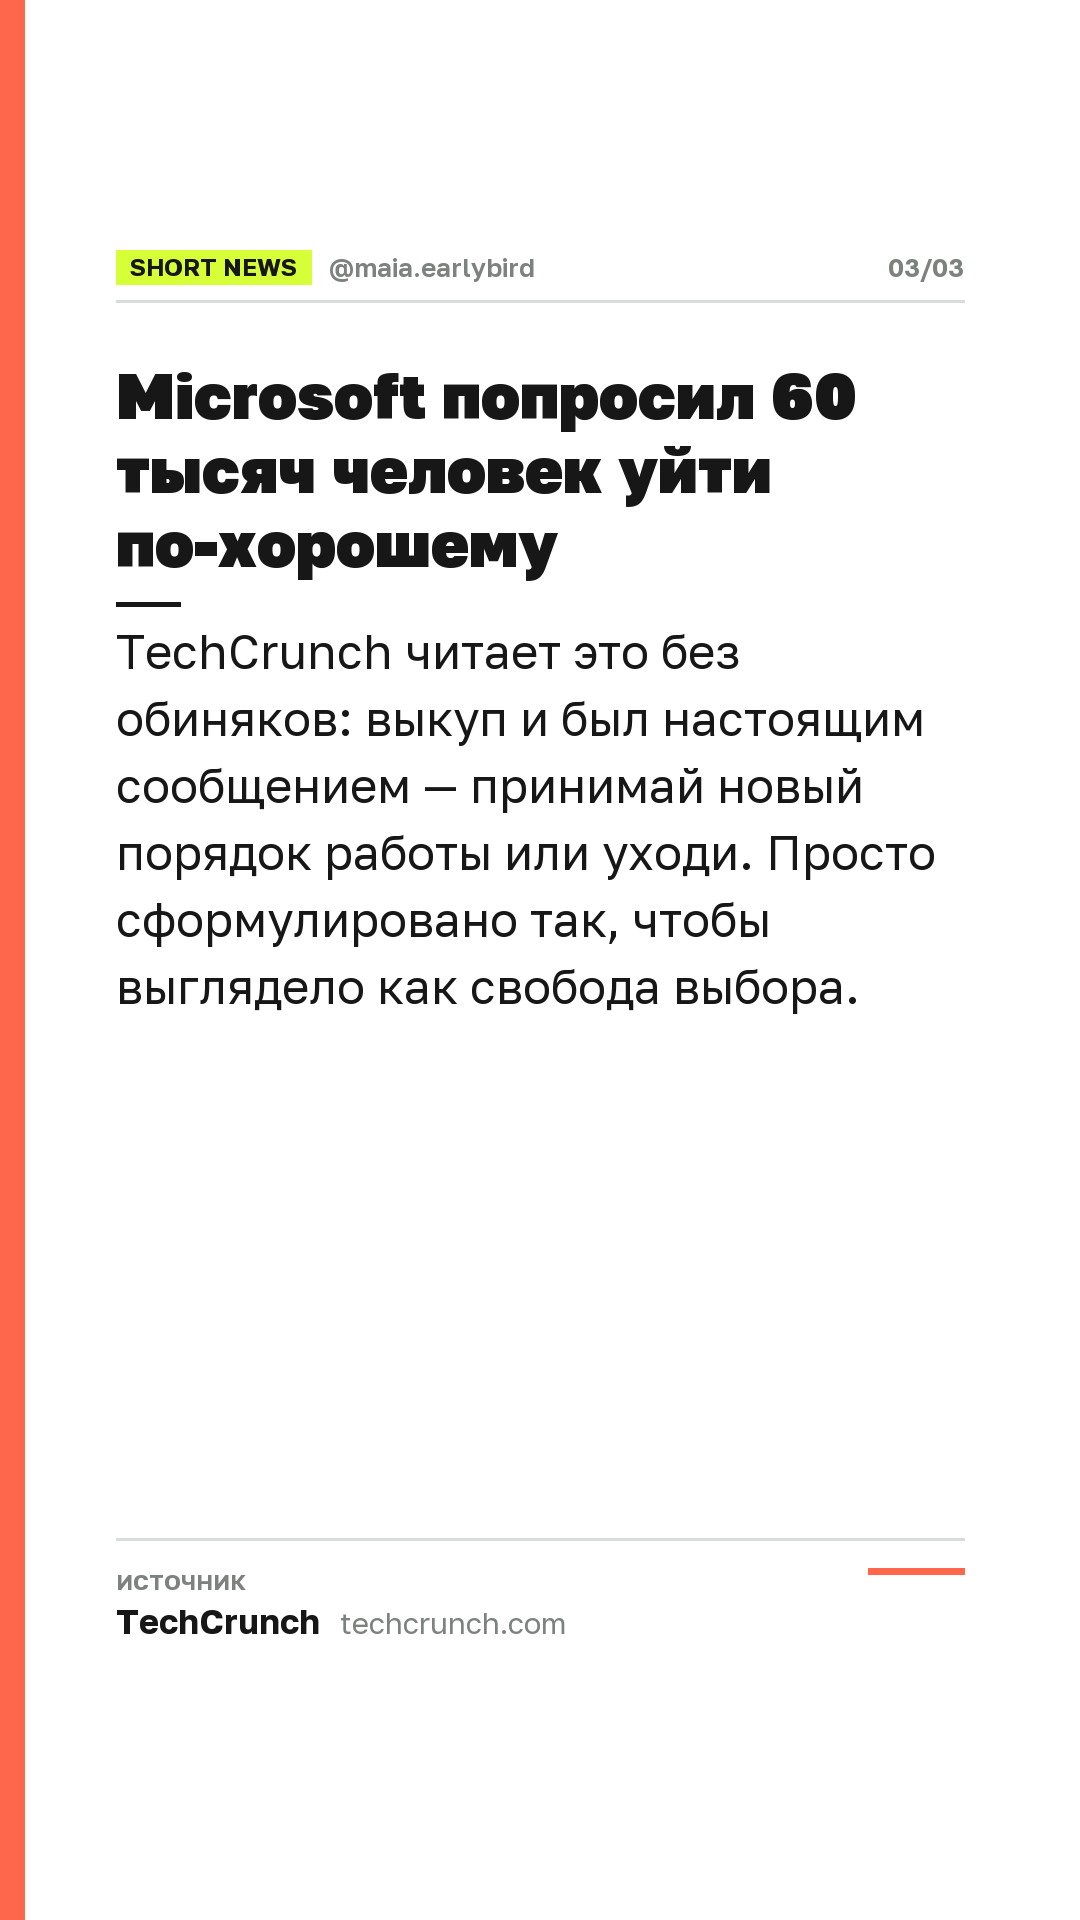 SHORT NEWS @maia.earlybird 03/03
Microsoft попросил 60
тысяч человек уйти
по-хорошему
TechCrunch читает это без
обиняков: выкуп и был настоящим
сообщением — принимай новый
порядок работы или уходи. Просто
сформулировано так, чтобы
выглядело как свобода выбора.
источник
TechCrunch techcrunch.com